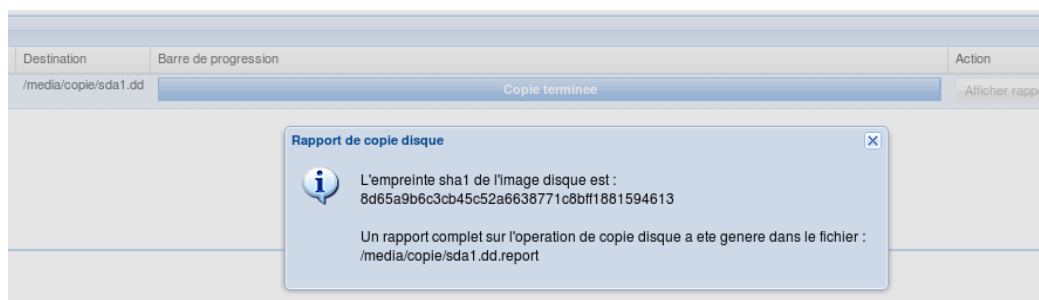 Destination Barre de progression Action
/media/copie/sda1.dd Copie terminee Afficher rapp
Rapport de copie disque
L'empreinte sha1 de l'image disque est :
8d65a9b6c3cb45c52a6638771c8bff1881594613
Un rapport complet sur l'operation de copie disque a ete genere dans le fichier :
/media/copie/sda1.dd.report